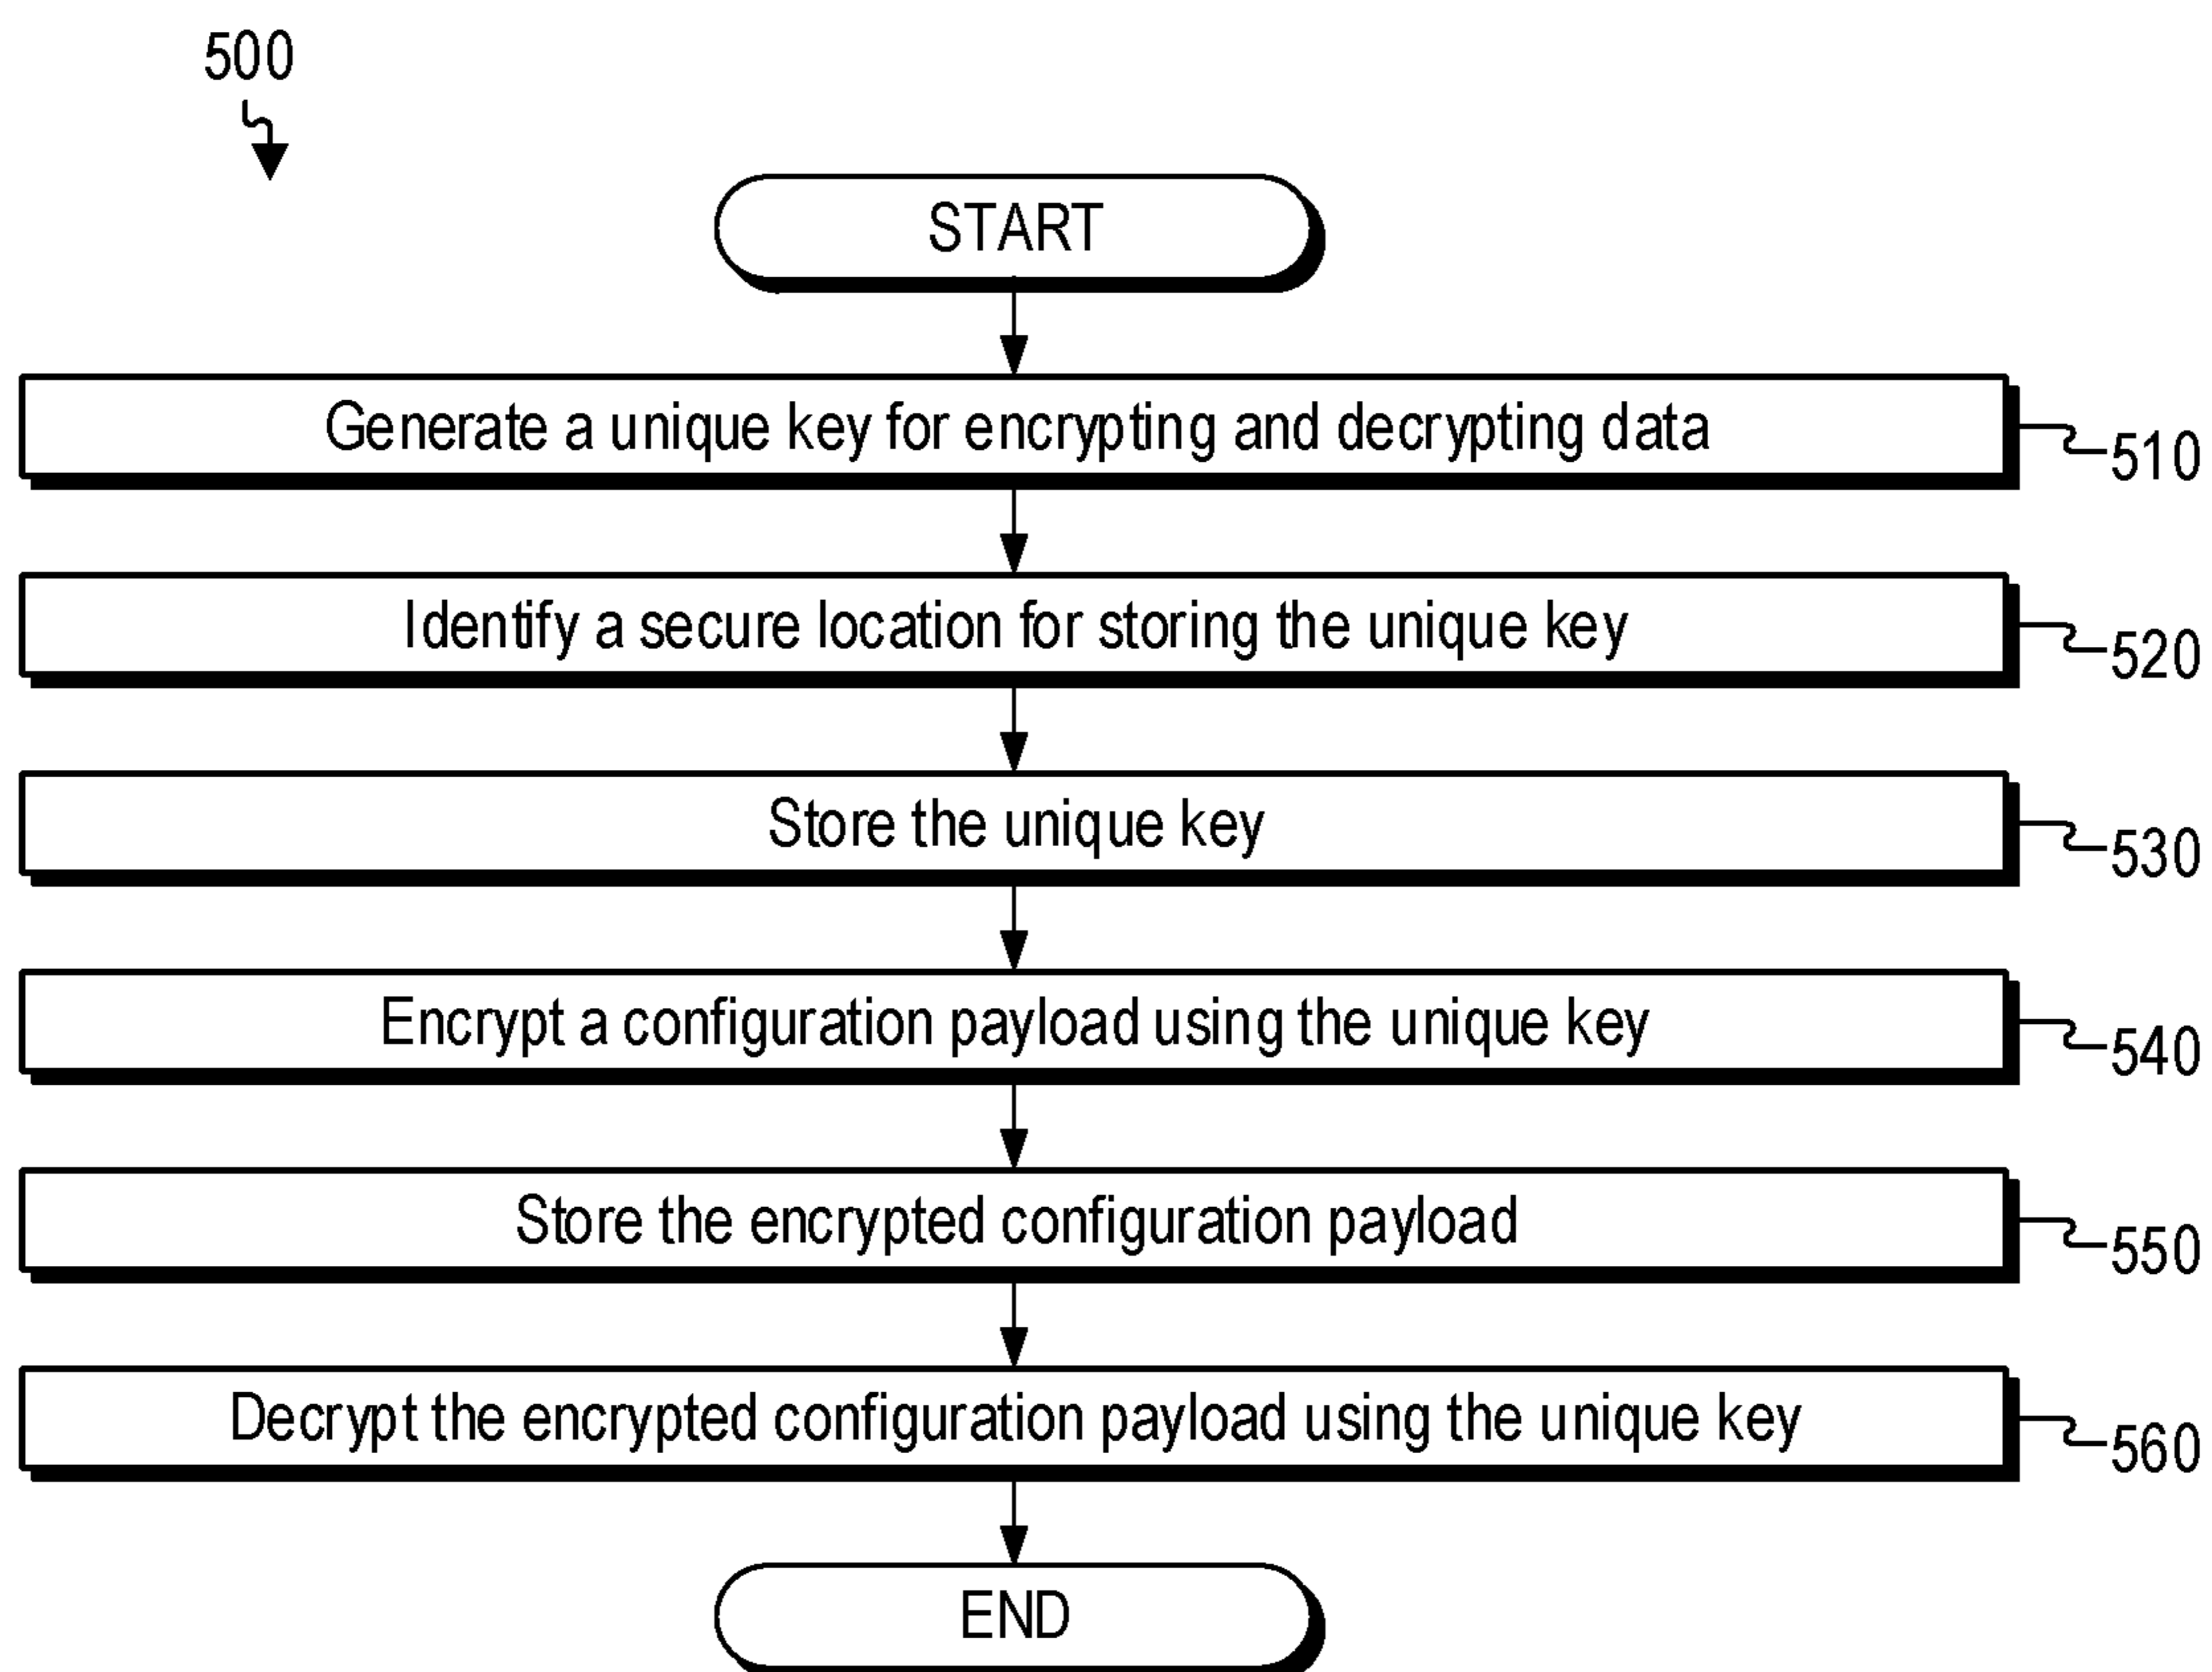 500
START
Generate a unique key for encrypting and decrypting data
510
Identify a secure location for storing the unique key
520
Store the unique key
530
Encrypt a configuration payload using the unique key
540
Store the encrypted configuration payload
550
Decrypt the encrypted configuration payload using the unique key
560
END